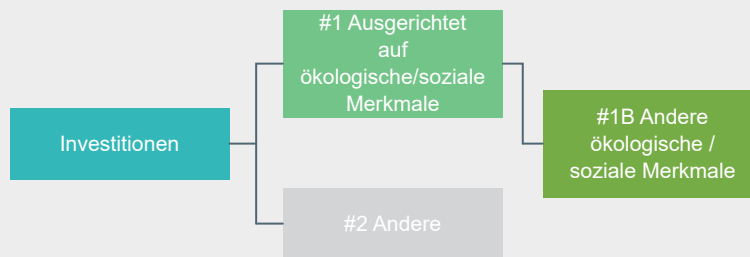 #1 Ausgerichtet
auf
ökologische/soziale
Merkmale
Investitionen
#1B Andere
ökologische /
soziale Merkmale
#2 Andere